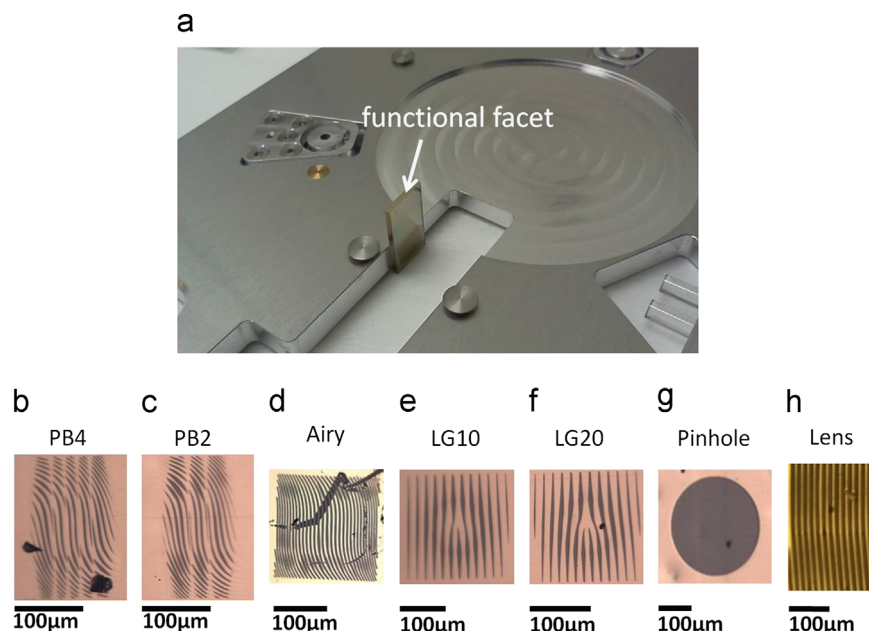 a
functional facet
b c d e f g h
PB4 PB2 Airy LG10 LG20 Pinhole Lens
100µm 100µm 100µm 100µm 100µm 100µm 100µm